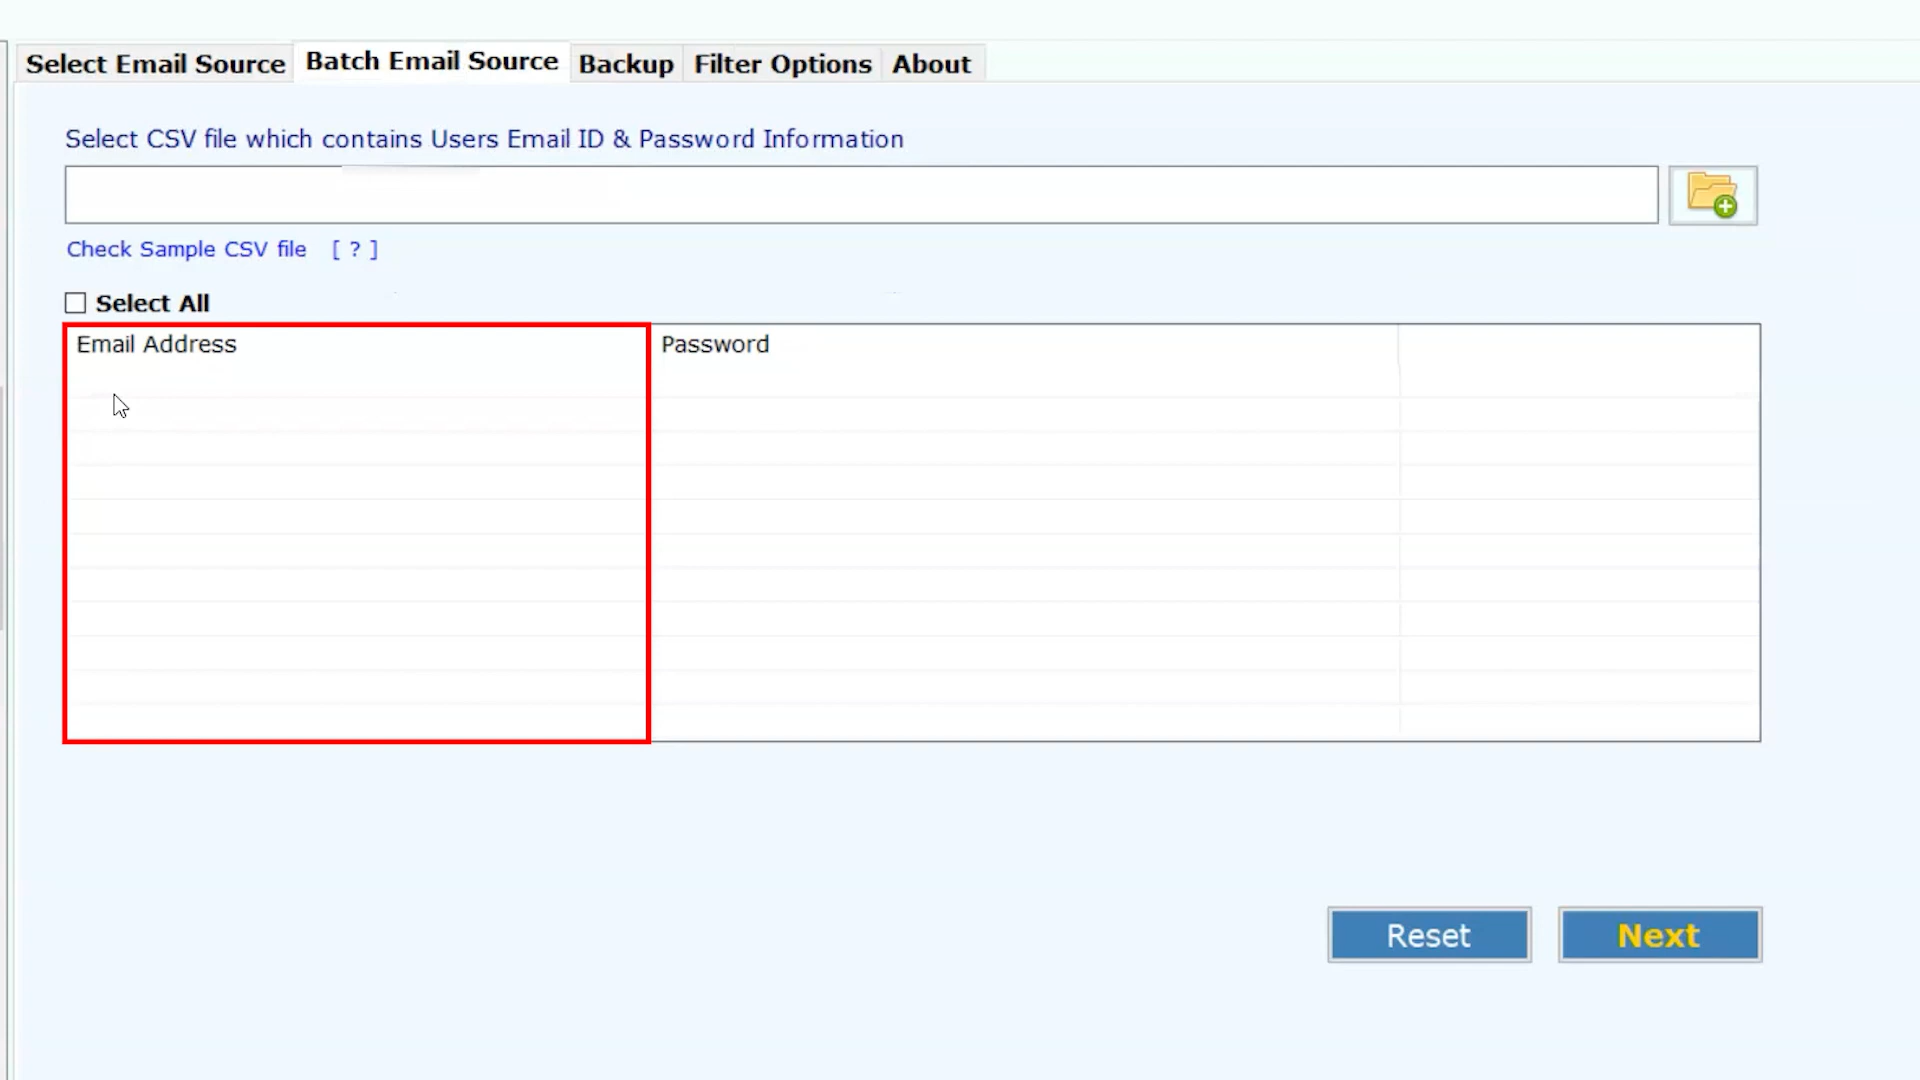 Select Email Source Batch Email Source Backup Filter Options About
Select CSV file which contains Users Email ID & Password Information
Check Sample CSV file [ ? ]
Select All
Email Address Password
Reset Next